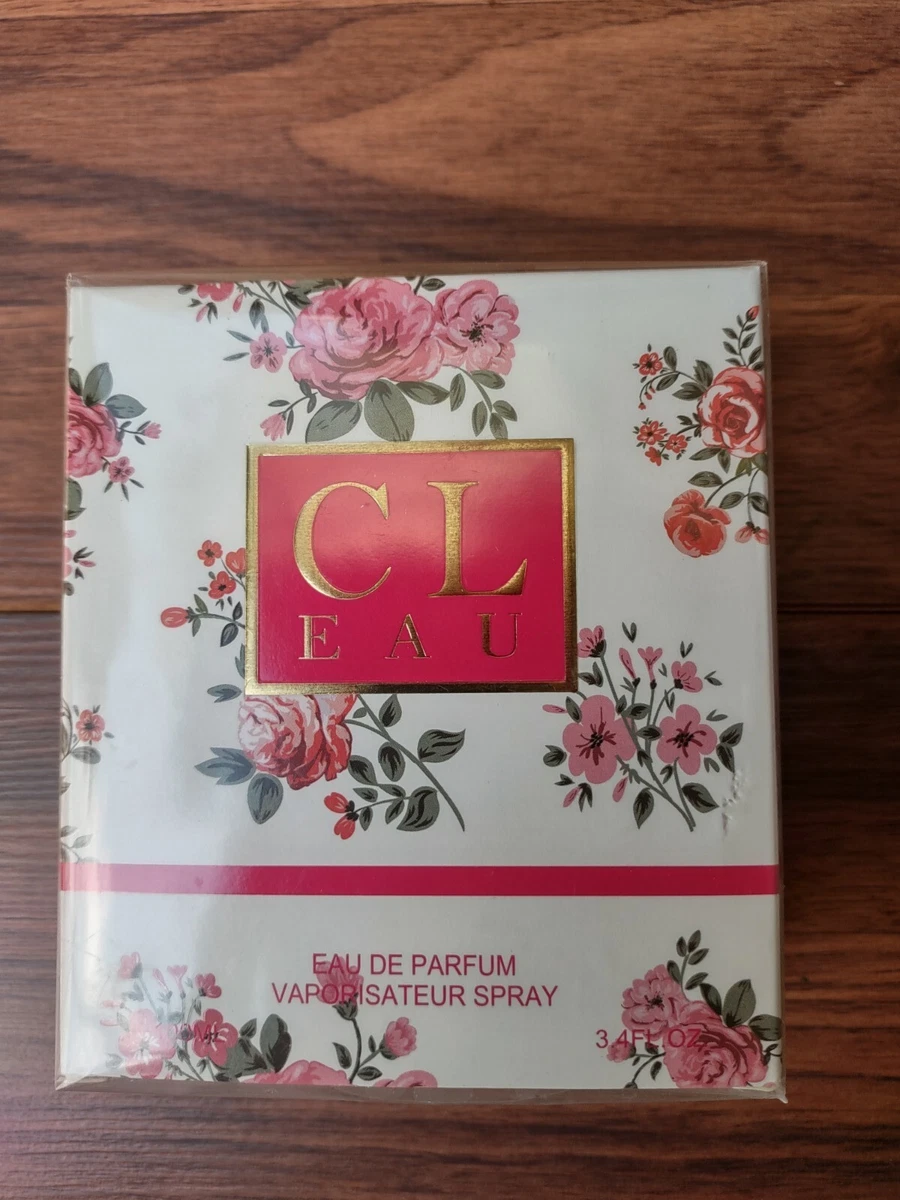 CL
EAU
EAU DE PARFUM
VAPORISATEUR SPRAY
3.4FL.OZ